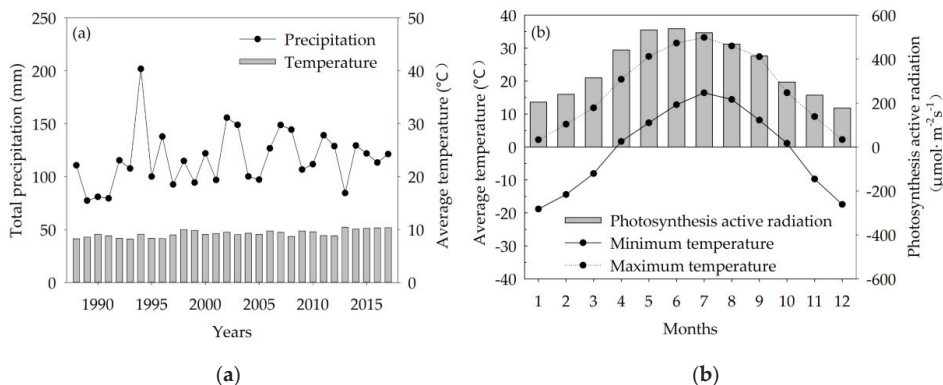 (a)
Precipitation
Temperature
Total precipitation (mm)
250
200
150
100
50
0
50
40
30
20
10
0
Average temperature (°C)
1990 1995 2000 2005 2010 2015
Years
(a)
(b)
Average temperature (°C)
40
30
20
10
0
-10
-20
-30
-40
Photosynthesis active radiation
Minimum temperature
Maximum temperature
600
400
200
0
-200
-400
-600
Photosynthesis active radiation
(μmol· m⁻²s⁻¹)
1 2 3 4 5 6 7 8 9 10 11 12
Months
(b)